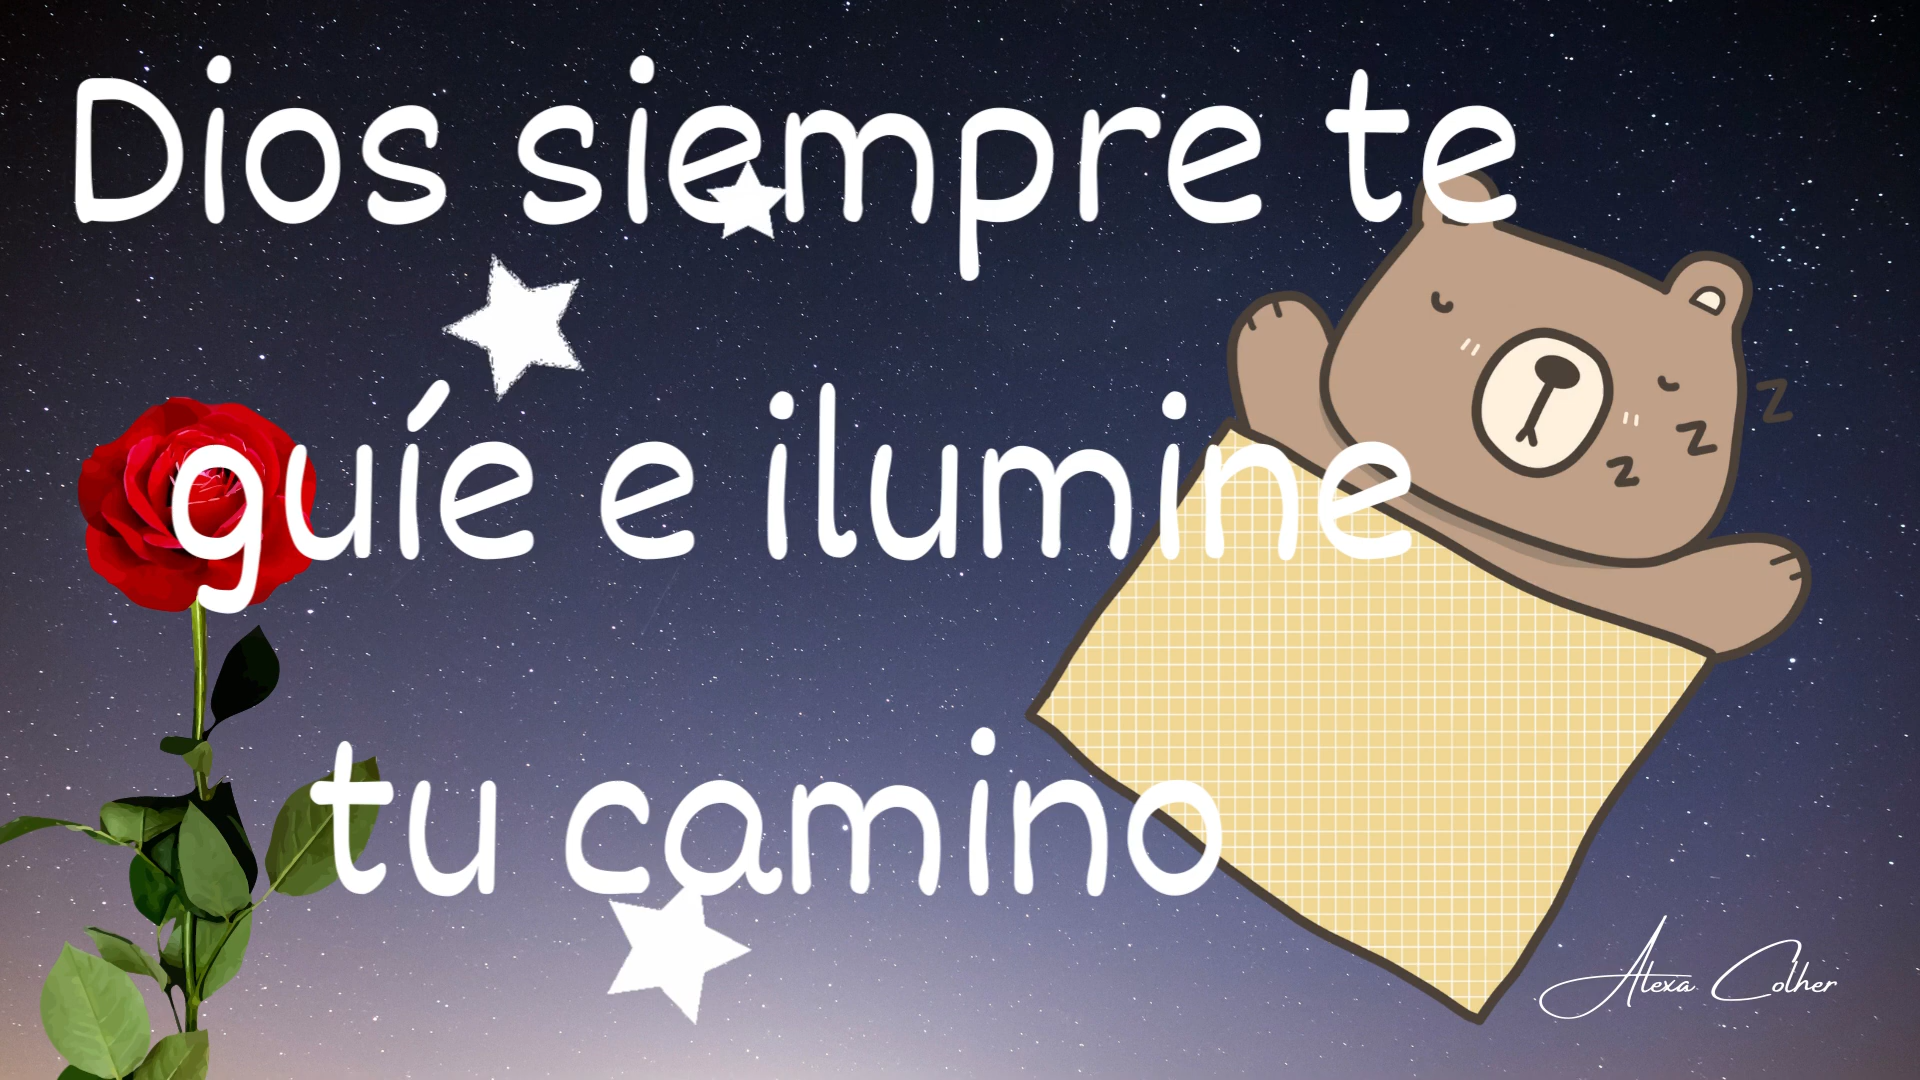 Dios siempre te
guíe e ilumine
z
z
z
tu camino
Alexa Colher